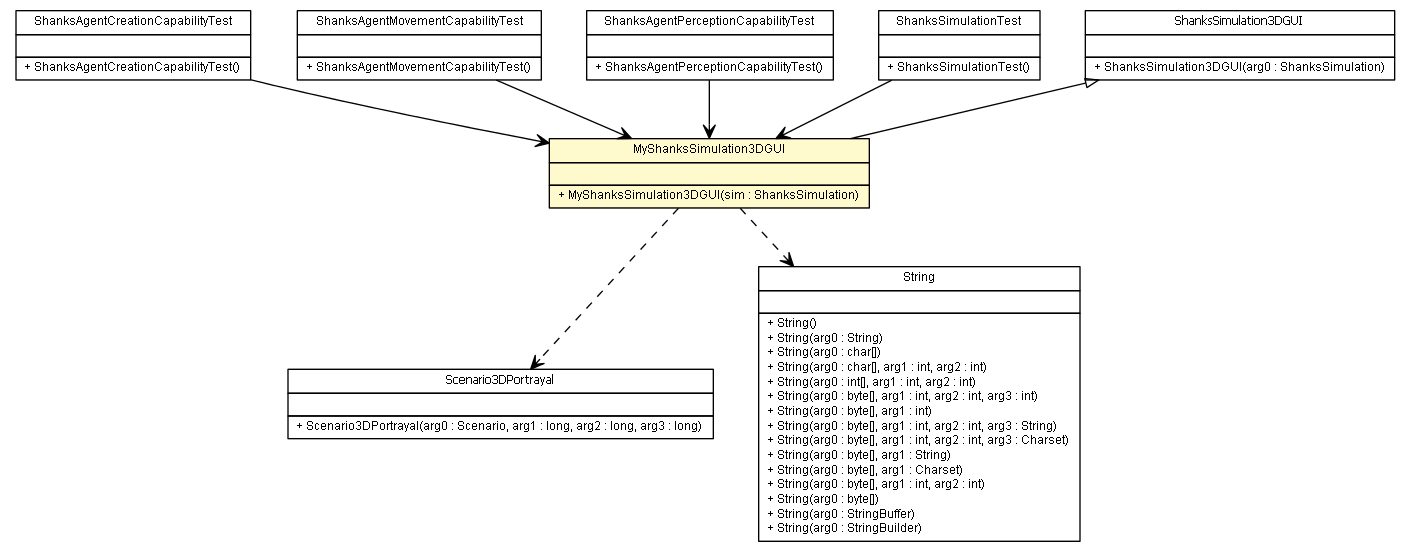 ShanksAgentCreationCapabilityTest
+ ShanksAgentCreationCapabilityTest()
ShanksAgentMovementCapabilityTest
+ ShanksAgentMovementCapabilityTest()
ShanksAgentPerceptionCapabilityTest
+ ShanksAgentPerceptionCapabilityTest()
ShanksSimulationTest
+ ShanksSimulationTest()
ShanksSimulation3DGUI
+ ShanksSimulation3DGUI(arg0 : ShanksSimulation)
MyShanksSimulation3DGUI
+ MyShanksSimulation3DGUI(sim : ShanksSimulation)
Scenario3DPortrayal
+ Scenario3DPortrayal(arg0 : Scenario, arg1 : long, arg2 : long, arg3 : long)
String
+ String()
+ String(arg0 : String)
+ String(arg0 : char[])
+ String(arg0 : char[], arg1 : int, arg2 : int)
+ String(arg0 : int[], arg1 : int, arg2 : int)
+ String(arg0 : byte[], arg1 : int, arg2 : int, arg3 : int)
+ String(arg0 : byte[], arg1 : int)
+ String(arg0 : byte[], arg1 : int, arg2 : int, arg3 : String)
+ String(arg0 : byte[], arg1 : int, arg2 : int, arg3 : Charset)
+ String(arg0 : byte[], arg1 : String)
+ String(arg0 : byte[], arg1 : Charset)
+ String(arg0 : byte[], arg1 : int, arg2 : int)
+ String(arg0 : byte[])
+ String(arg0 : StringBuffer)
+ String(arg0 : StringBuilder)